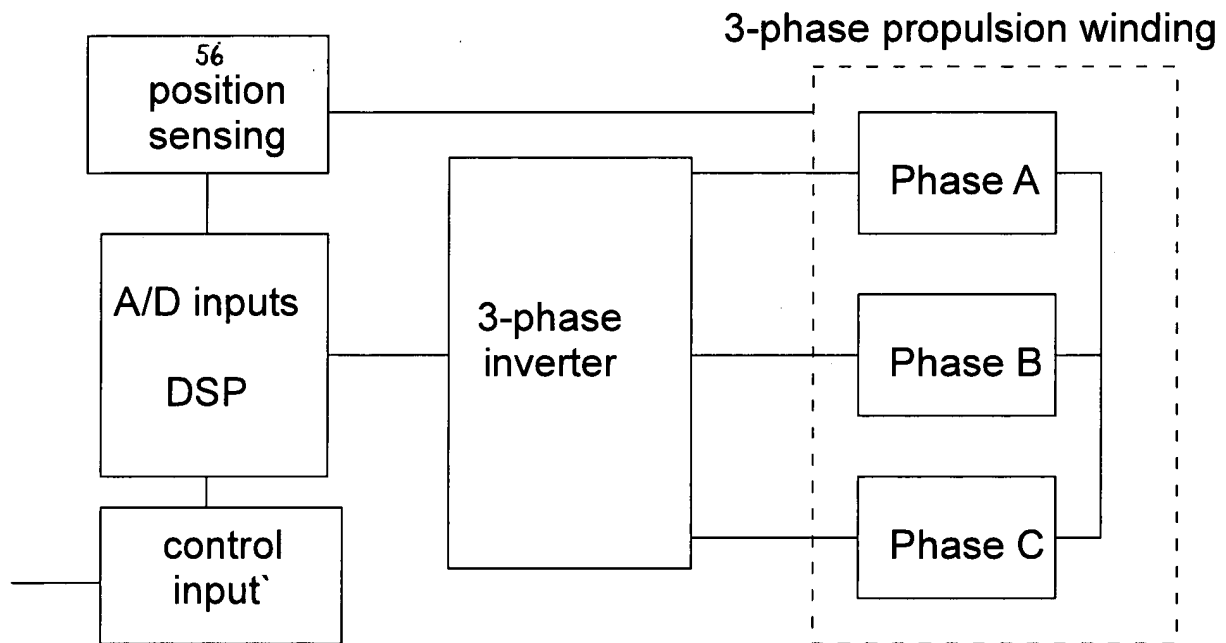 3-phase propulsion winding
56
position
sensing
Phase A
A/D inputs
DSP
3-phase
inverter
Phase B
control
input`
Phase C